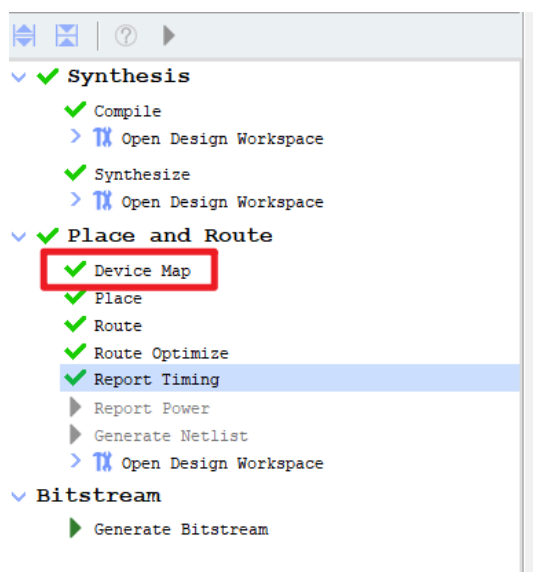 Synthesis
Compile
Open Design Workspace
Synthesize
Open Design Workspace
Place and Route
Device Map
Place
Route
Route Optimize
Report Timing
Report Power
Generate Netlist
Open Design Workspace
Bitstream
Generate Bitstream